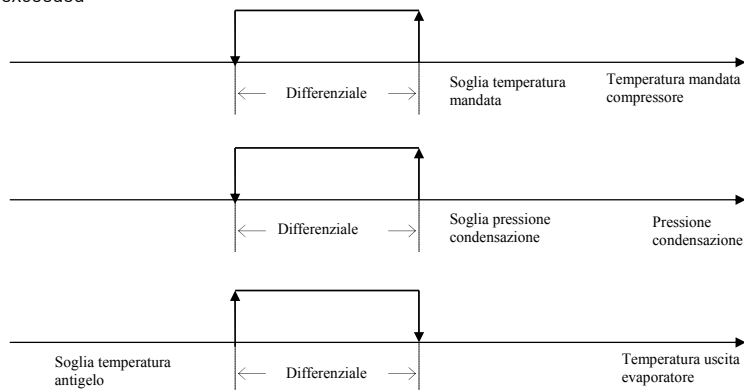 Differenziale
Soglia temperatura
mandata
Temperatura mandata
compressore
Differenziale
Soglia pressione
condensazione
Pressione
condensazione
Soglia temperatura
antigelo
Differenziale
Temperatura uscita
evaporatore